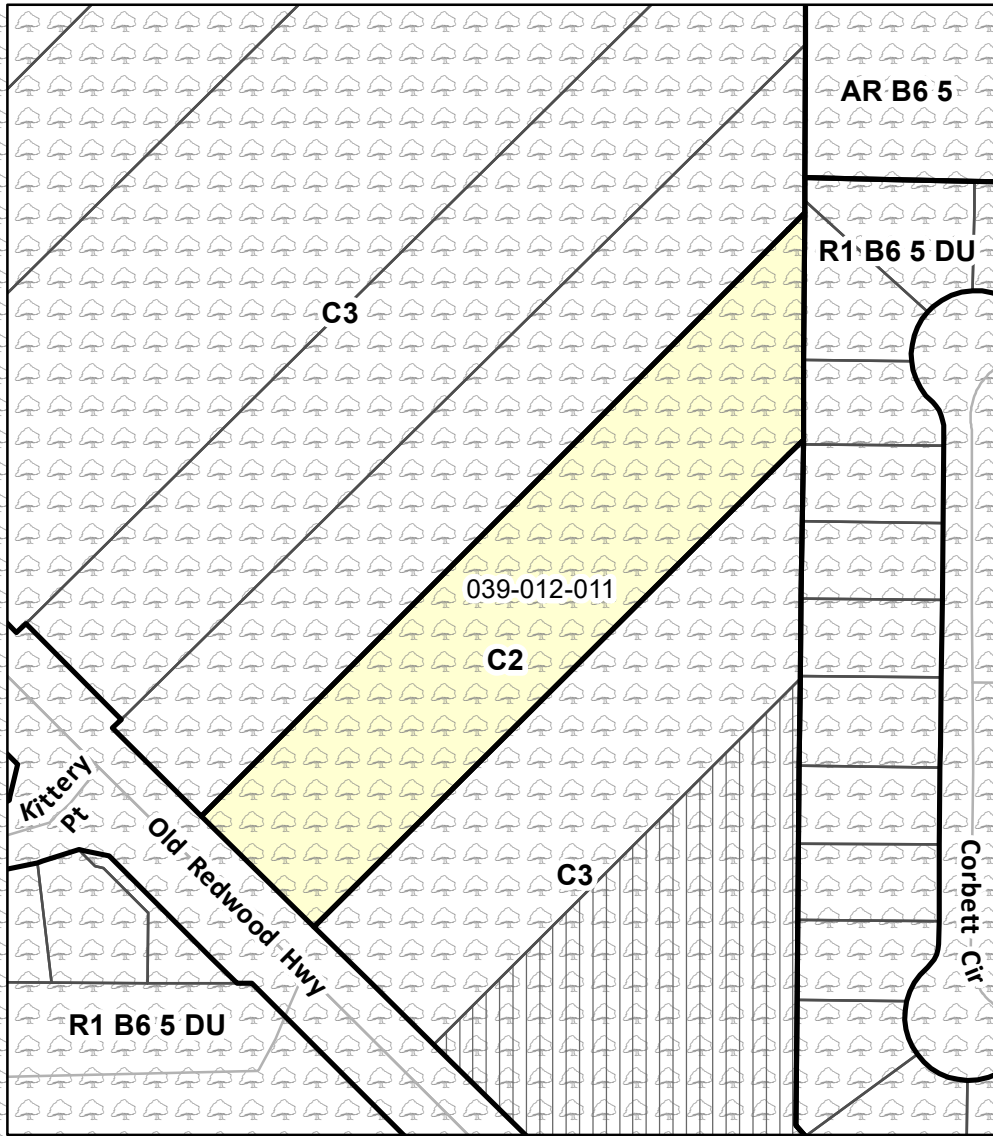 AR B6 5
R1 B6 5 DU
C3
039-012-011
C2
Kittery
Pt
Old Redwood Hwy
C3
Corbett Cir
R1 B6 5 DU